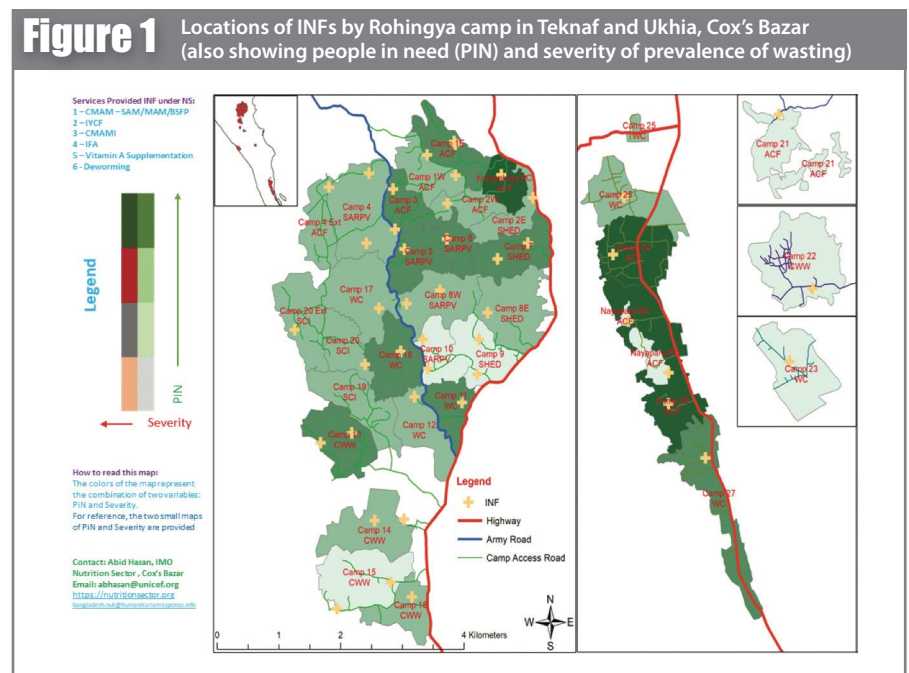 Figure 1
Locations of INFs by Rohingya camp in Teknaf and Ukhia, Cox's Bazar
(also showing people in need (PIN) and severity of prevalence of wasting)
Services Provided INF under NS:
1 – CMAM – SAM/MAM/BSFP
2 – IYCF
3 – CMAMI
4 – IFA
5 – Vitamin A Supplementation
6 - Deworming
Legend
PIN
Severity
How to read this map:
The colors of the map represent
the combination of two variables:
PiN and Severity.
For reference, the two small maps
of PiN and Severity are provided
Contact: Abid Hasan, IMO
Nutrition Sector , Cox's Bazar
Email: abhasan@unicef.org
https://nutritionsector.org
Camp 1E
ACF
Camp 1W
ACF
Camp 3
ACF
Camp 2W
ACF
Camp 4
SARPV
Camp 4 Ext
ACF
Camp 2E
SHED
Camp 5
SARPV
Camp 6
SARPV
Camp 7
SHED
Camp 17
WC
Camp 8W
SARPV
Camp 8E
SHED
Camp 20 Ext
SCI
Camp 20
SCI
Camp 18
WC
Camp 10
SARPV
Camp 9
SHED
Camp 19
SCI
Camp 11
WC
Camp 12
WC
Camp 13
CWW
Camp 14
CWW
Camp 15
CWW
Camp 16
CWW
Legend
INF
Highway
Army Road
Camp Access Road
N
W
E
S
0
1
2
4 Kilometers
Camp 25
WC
WC
ACF
Nayapara RC
ACF
ACF
Camp 27
WC
Camp 21
ACF
Camp 21
ACF
Camp 22
CWW
Camp 23
WC